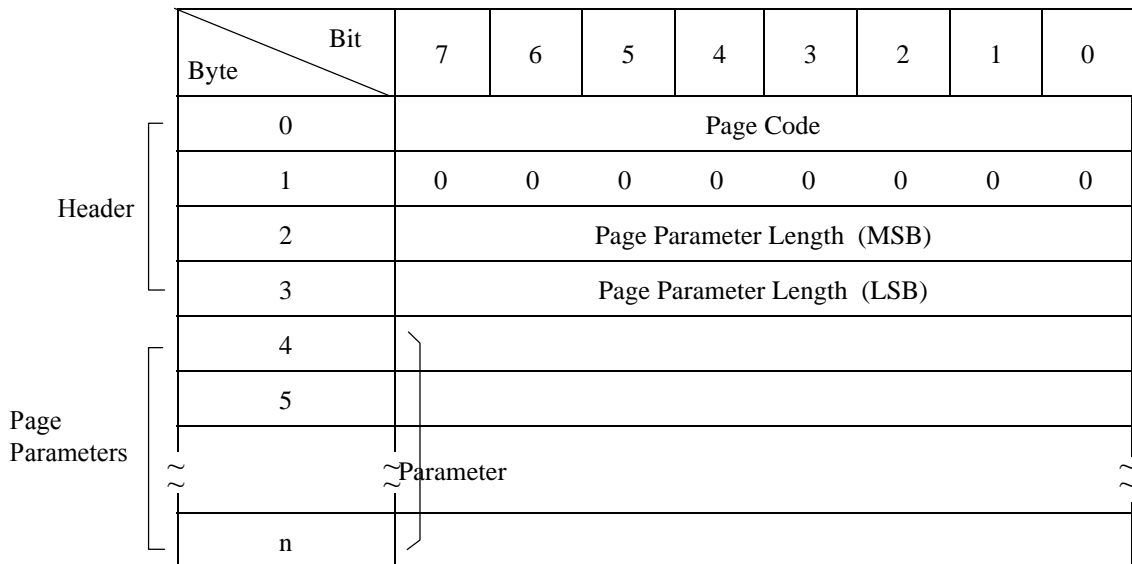 Bit
Byte
7 6 5 4 3 2 1 0
0 Page Code
1 0 0 0 0 0 0 0 0
Header
2 Page Parameter Length (MSB)
3 Page Parameter Length (LSB)
4
5
Page
Parameters
Parameter
n